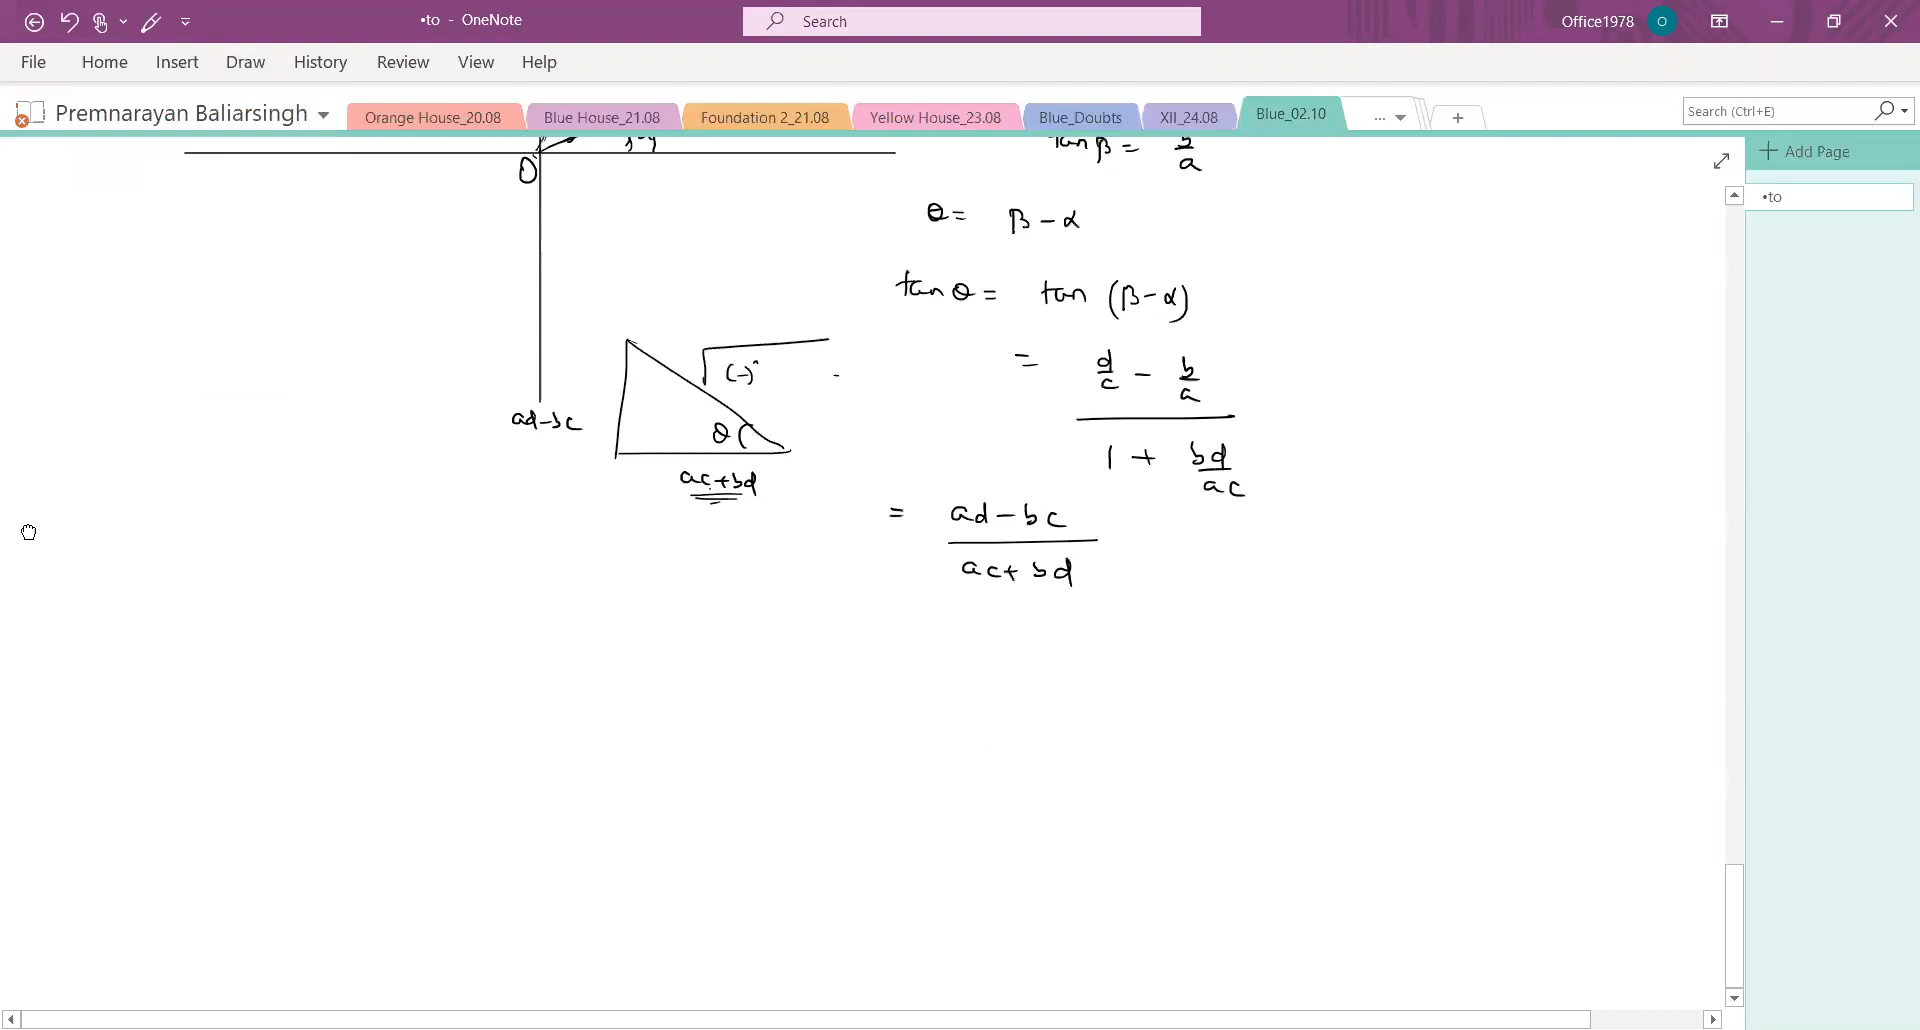 •to - OneNote
Search
Office1978
O
File Home Insert Draw History Review View Help
Premnarayan Baliarsingh
Orange House_20.08
Blue House_21.08
Foundation 2_21.08
Yellow House_23.08
Blue_Doubts
XII_24.08
Blue_02.10
...
+
Search (Ctrl+E)
+ Add Page
•to
O
tan β = b/a
θ = β - α
tan θ = tan (β - α)
= (d/c - b/a) / (1 + bd/ac)
√(-)²
ad - bc
θ
ac + bd
= (ad - bc) / (ac + bd)